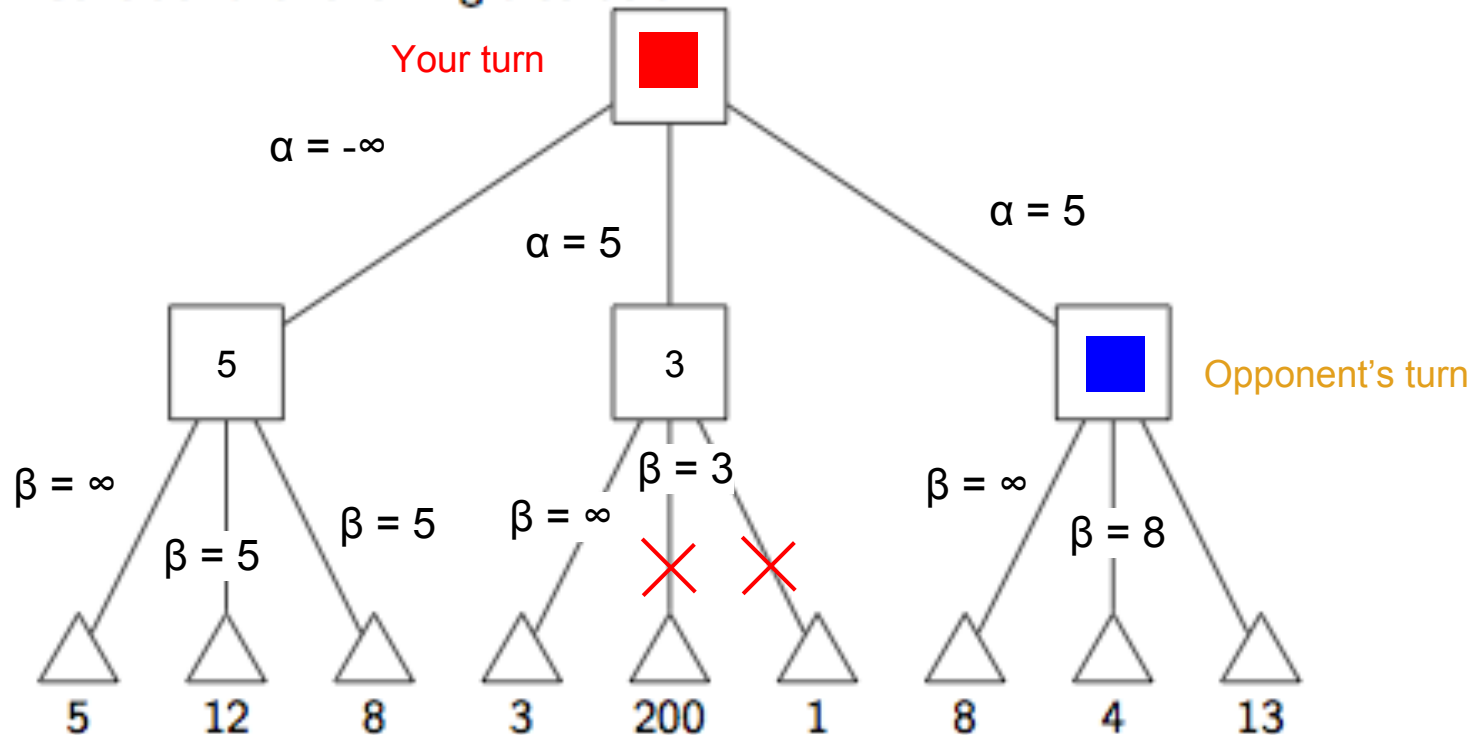 Your turn
α = -∞
α = 5
α = 5
5
3
Opponent's turn
β = ∞
β = 5
β = 5
β = ∞
β = 3
β = ∞
β = 8
5 12 8 3 200 1 8 4 13